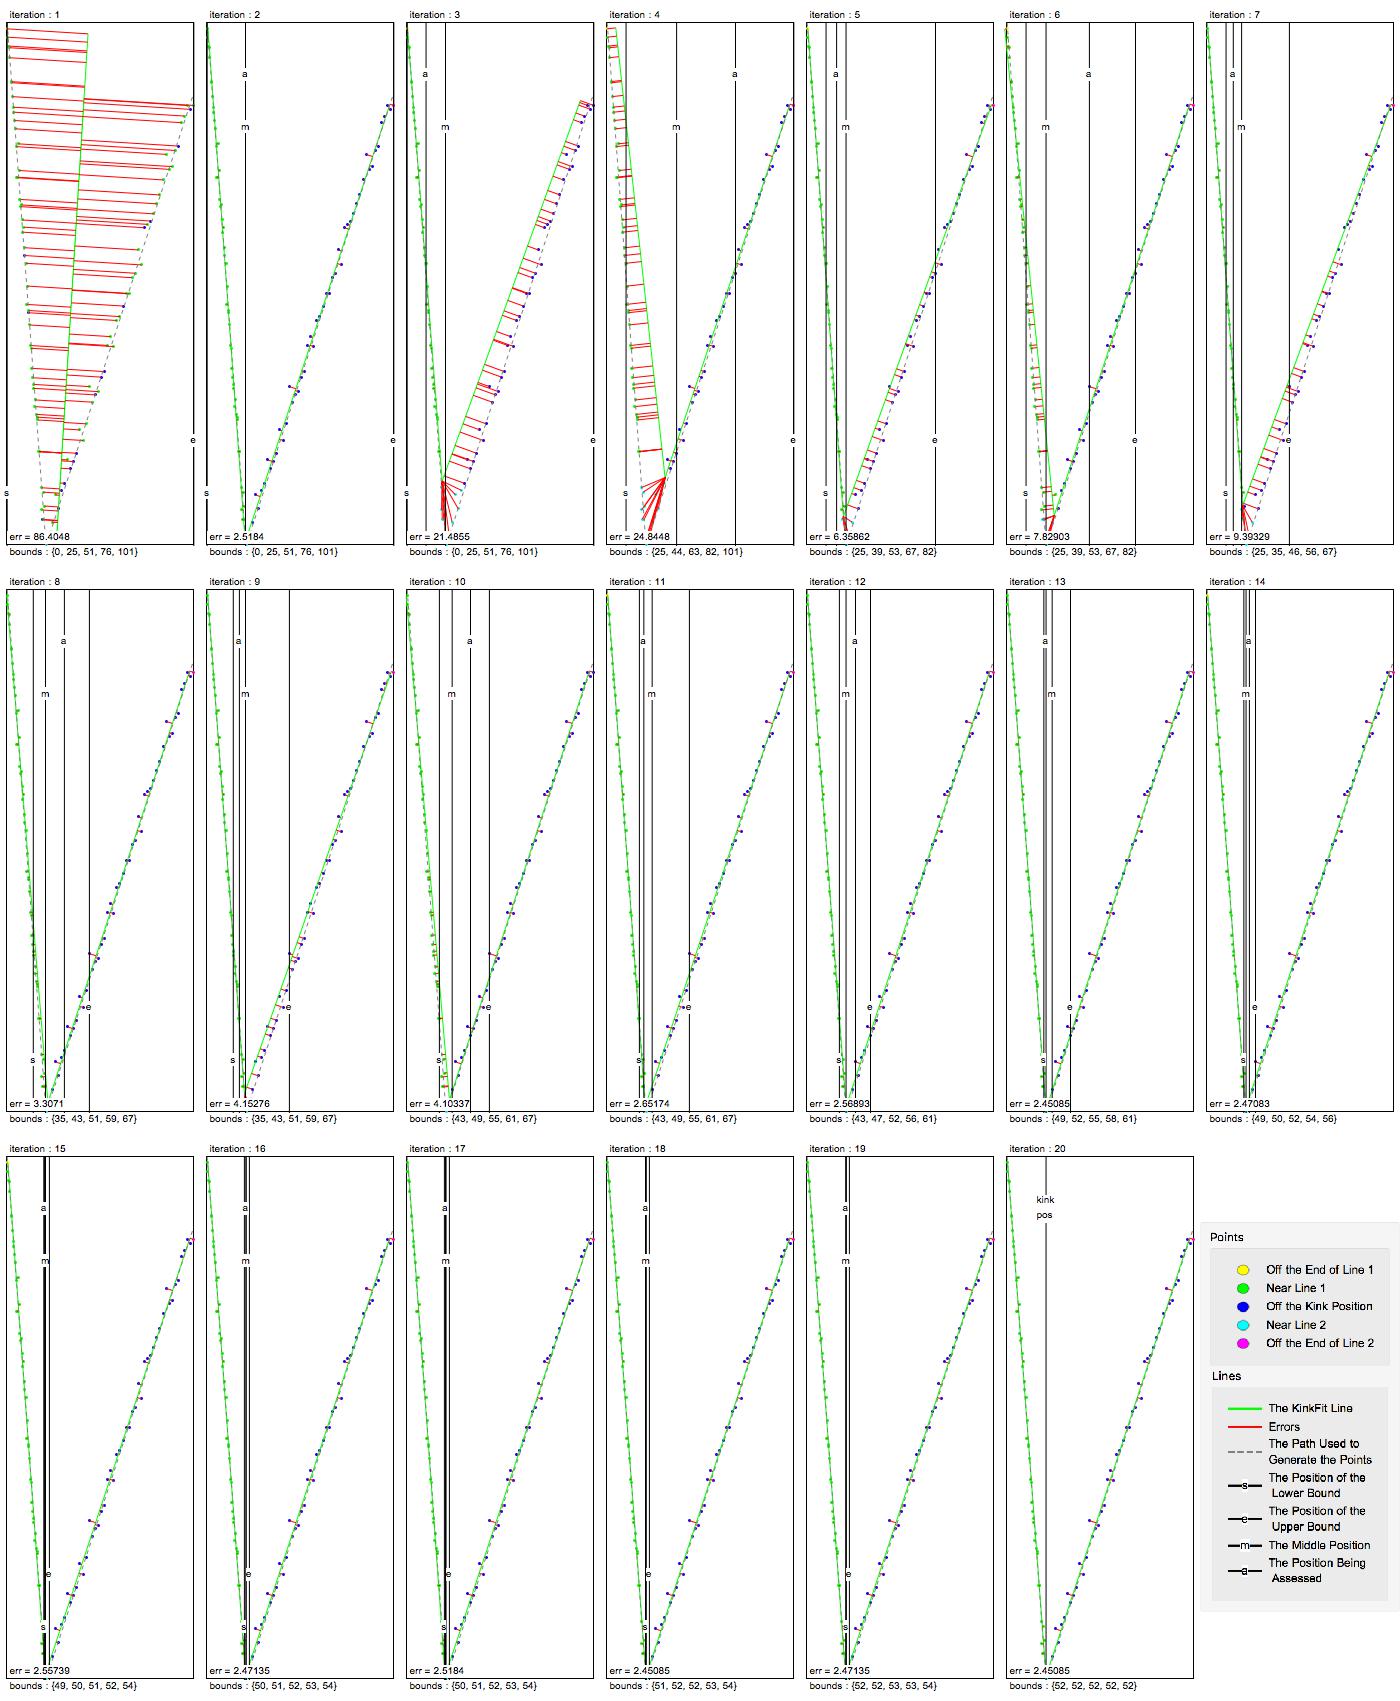 iteration : 1
iteration : 2
iteration : 3
iteration : 4
iteration : 5
iteration : 6
iteration : 7
a
a
a
a
a
a
m
m
m
m
m
m
e
e
e
e
e
e
e
s
s
s
s
s
s
s
err = 86.4048
err = 2.5184
err = 21.4855
err = 24.8448
err = 6.35862
err = 7.82903
err = 9.39329
bounds : {0, 25, 51, 76, 101}
bounds : {0, 25, 51, 76, 101}
bounds : {0, 25, 51, 76, 101}
bounds : {25, 44, 63, 82, 101}
bounds : {25, 39, 53, 67, 82}
bounds : {25, 39, 53, 67, 82}
bounds : {25, 35, 46, 56, 67}
iteration : 8
iteration : 9
iteration : 10
iteration : 11
iteration : 12
iteration : 13
iteration : 14
a
a
a
a
a
a
a
m
m
m
m
m
m
m
e
e
e
e
e
e
e
s
s
s
s
s
s
s
err = 3.3071
err = 4.15276
err = 4.10337
err = 2.65174
err = 2.56893
err = 2.45085
err = 2.47083
bounds : {35, 43, 51, 59, 67}
bounds : {35, 43, 51, 59, 67}
bounds : {43, 49, 55, 61, 67}
bounds : {43, 49, 55, 61, 67}
bounds : {43, 47, 52, 56, 61}
bounds : {49, 52, 55, 58, 61}
bounds : {49, 50, 52, 54, 56}
iteration : 15
iteration : 16
iteration : 17
iteration : 18
iteration : 19
iteration : 20
a
a
a
a
a
kink
pos
m
m
m
m
m
e
e
e
e
e
s
s
s
s
s
err = 2.55739
err = 2.47135
err = 2.5184
err = 2.45085
err = 2.47135
err = 2.45085
bounds : {49, 50, 51, 52, 54}
bounds : {50, 51, 52, 53, 54}
bounds : {50, 51, 52, 53, 54}
bounds : {51, 52, 52, 53, 54}
bounds : {52, 52, 53, 53, 54}
bounds : {52, 52, 52, 52, 52}
Points
Off the End of Line 1
Near Line 1
Off the Kink Position
Near Line 2
Off the End of Line 2
Lines
The KinkFit Line
Errors
The Path Used to
Generate the Points
s The Position of the
Lower Bound
e The Position of the
Upper Bound
m The Middle Position
a The Position Being
Assessed